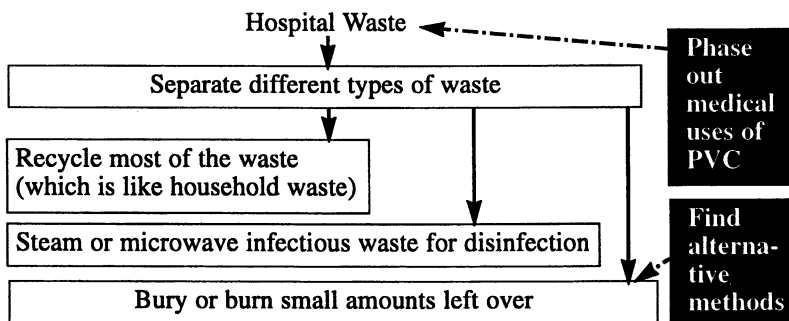 Hospital Waste
Separate different types of waste
Recycle most of the waste
(which is like household waste)
Steam or microwave infectious waste for disinfection
Bury or burn small amounts left over
Phase
out
medical
uses of
PVC
Find
alterna-
tive
methods